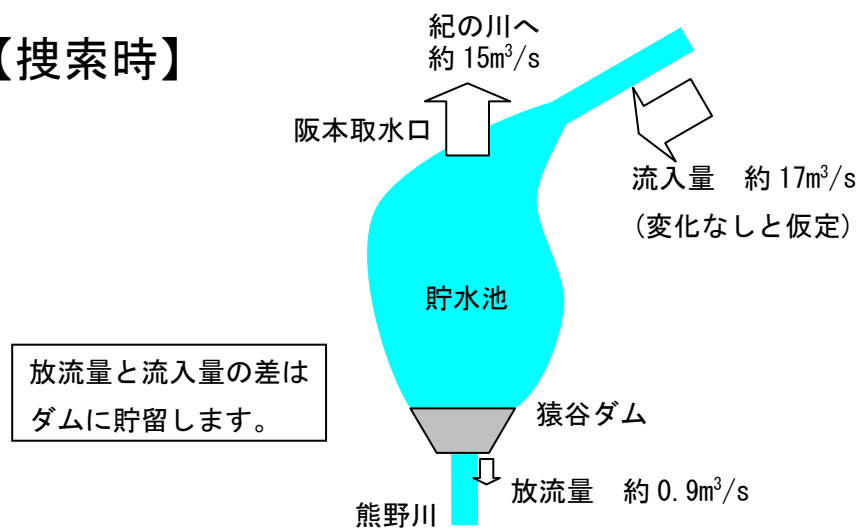 【捜索時】
紀の川へ
約 15m³/s
阪本取水口
流入量　約 17m³/s
(変化なしと仮定)
貯水池
放流量と流入量の差は
ダムに貯留します。
猿谷ダム
放流量　約 0.9m³/s
熊野川